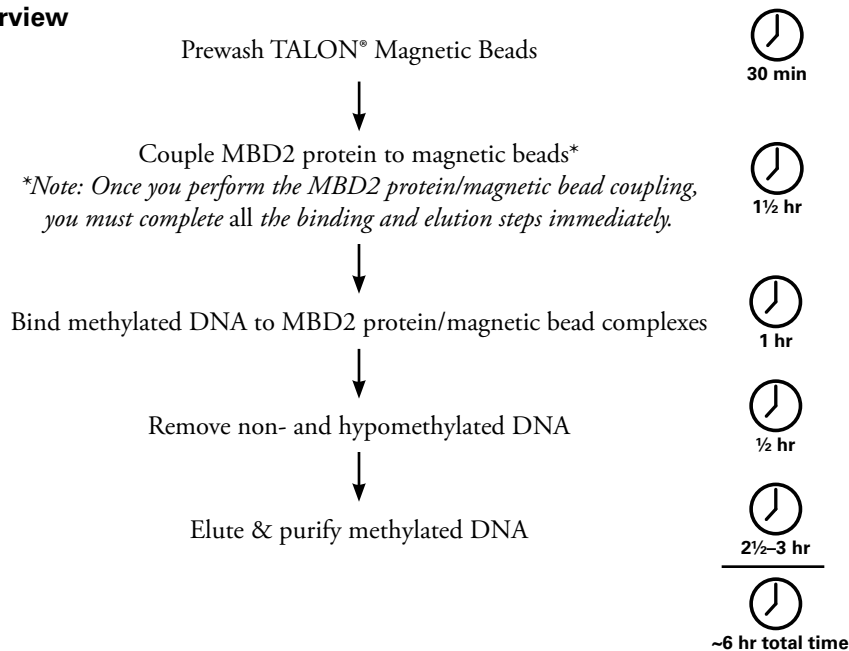 rview
Prewash TALON® Magnetic Beads
30 min
Couple MBD2 protein to magnetic beads*
*Note: Once you perform the MBD2 protein/magnetic bead coupling,
you must complete all the binding and elution steps immediately.
1½ hr
Bind methylated DNA to MBD2 protein/magnetic bead complexes
1 hr
Remove non- and hypomethylated DNA
½ hr
Elute & purify methylated DNA
2½–3 hr
~6 hr total time